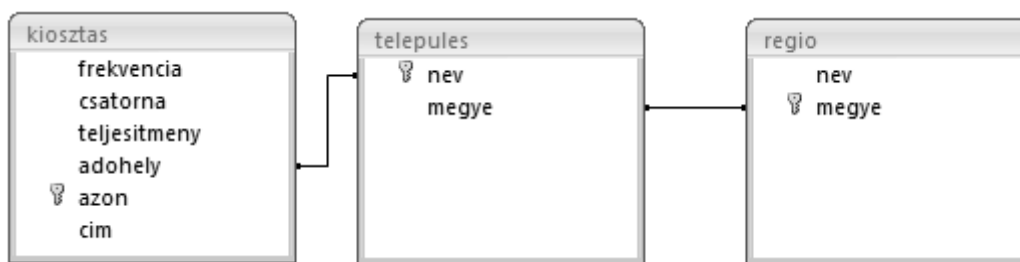 kiosztas
frekvencia
csatorna
teljesitmeny
adohely
azon
cim
telepules
nev
megye
regio
nev
megye